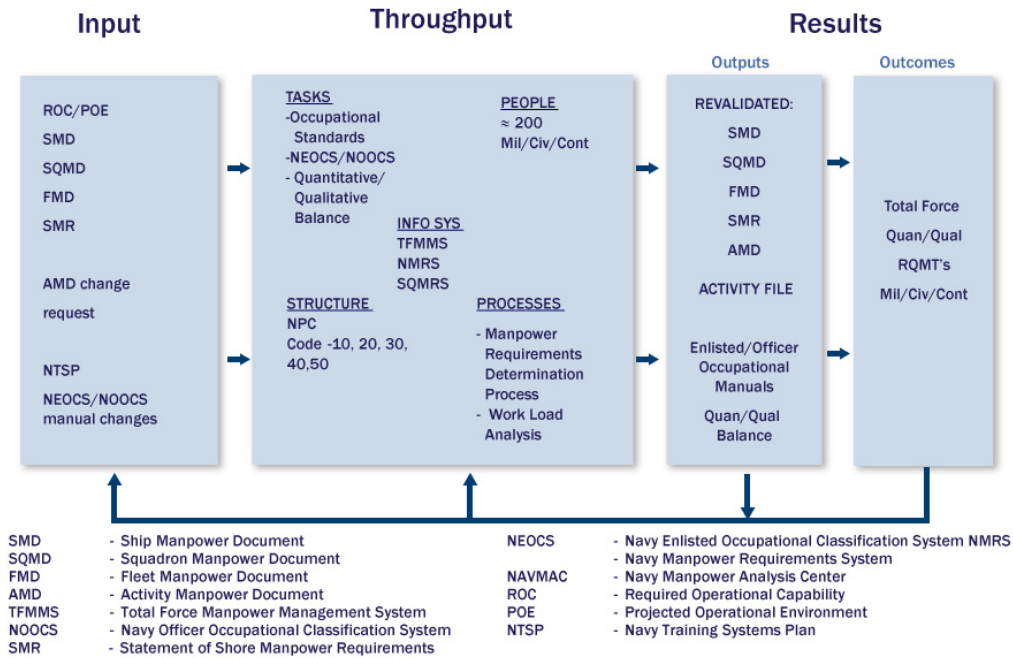 Input
Throughput
Results
Outputs
Outcomes
ROC/POE
SMD
SQMD
FMD
SMR
AMD change
request
NTSP
NEOCS/NOOCS
manual changes
TASKS
-Occupational
Standards
-NEOCS/NOOCS
- Quantitative/
Qualitative
Balance
PEOPLE
≈ 200
Mil/Civ/Cont
INFO SYS
TFMMS
NMRS
SQMRS
STRUCTURE
NPC
Code -10, 20, 30,
40,50
PROCESSES
- Manpower
Requirements
Determination
Process
- Work Load
Analysis
REVALIDATED:
SMD
SQMD
FMD
SMR
AMD
ACTIVITY FILE
Enlisted/Officer
Occupational
Manuals
Quan/Qual
Balance
Total Force
Quan/Qual
RQMT's
Mil/Civ/Cont
SMD - Ship Manpower Document
SQMD - Squadron Manpower Document
FMD - Fleet Manpower Document
AMD - Activity Manpower Document
TFMMS - Total Force Manpower Management System
NOOCS - Navy Officer Occupational Classification System
SMR - Statement of Shore Manpower Requirements
NEOCS - Navy Enlisted Occupational Classification System NMRS
- Navy Manpower Requirements System
NAVMAC - Navy Manpower Analysis Center
ROC - Required Operational Capability
POE - Projected Operational Environment
NTSP - Navy Training Systems Plan